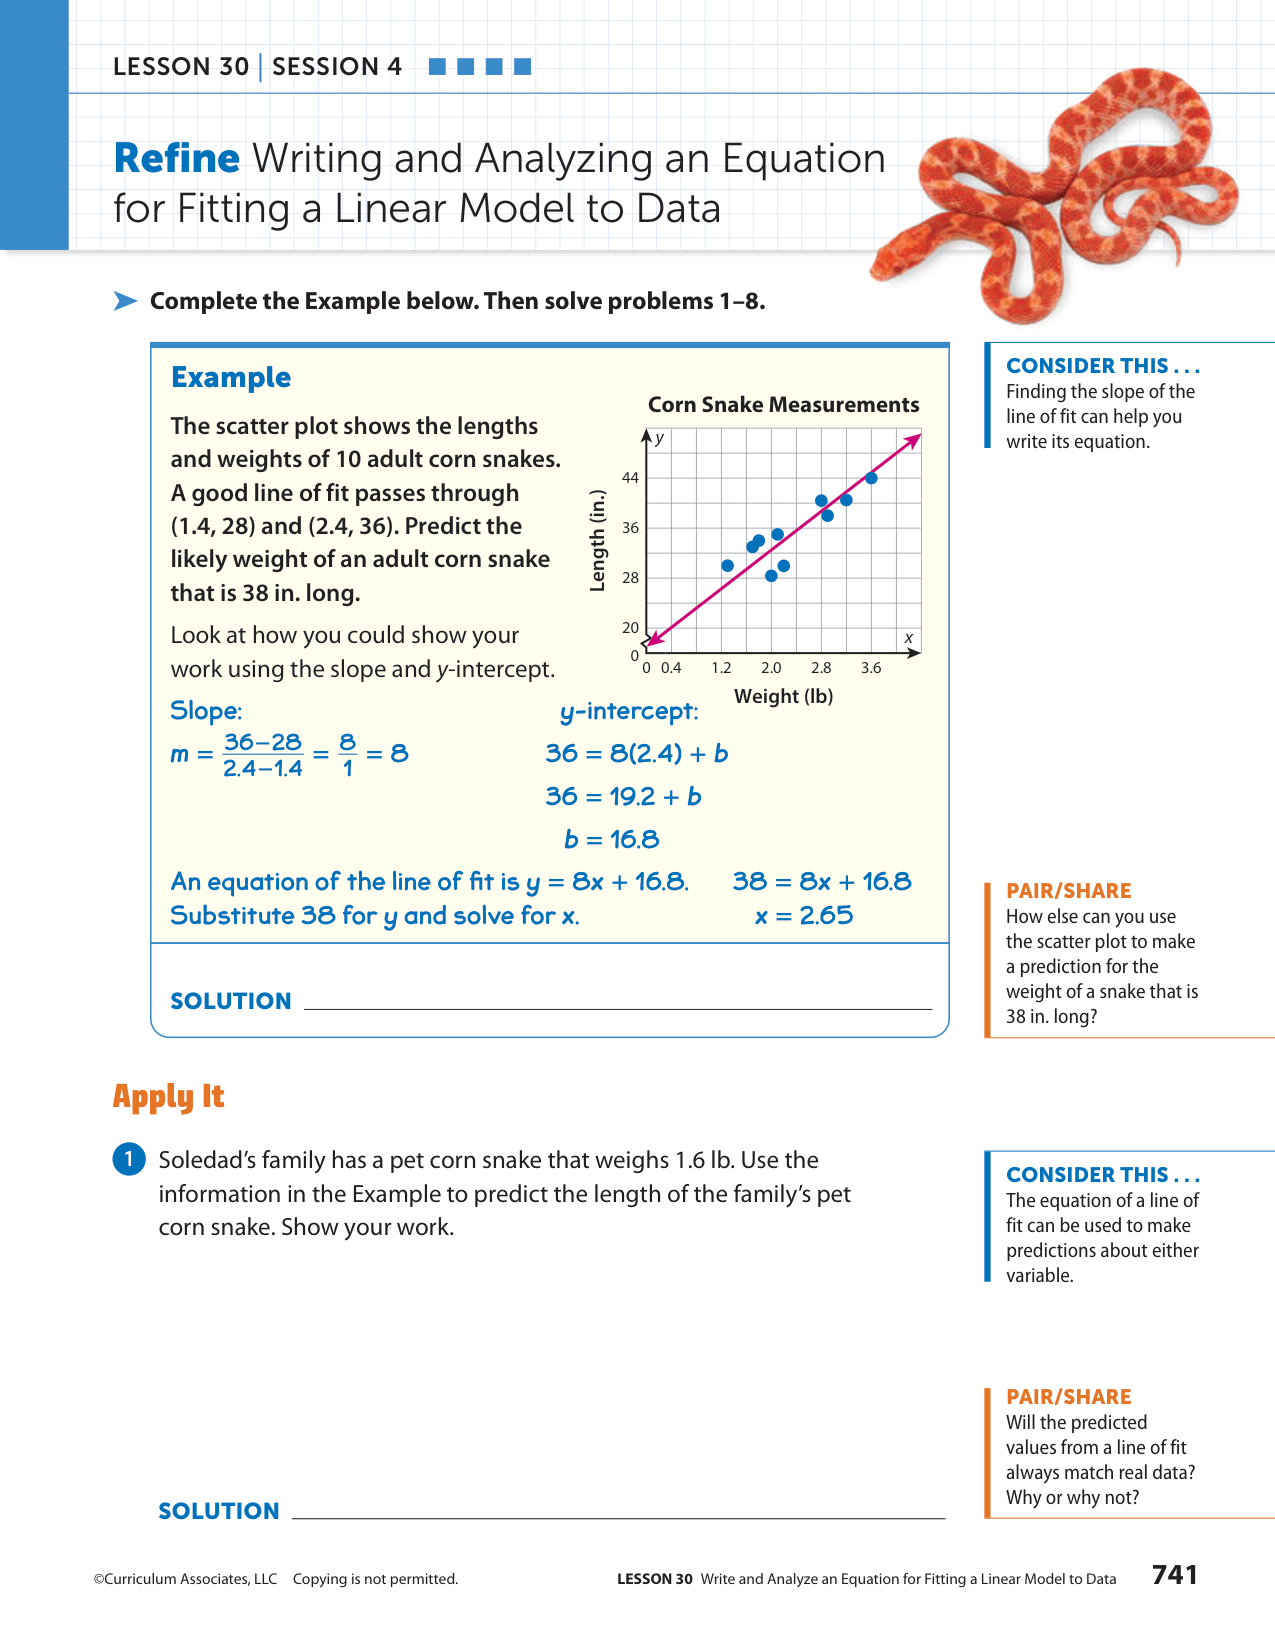 LESSON 30 | SESSION 4
Refine Writing and Analyzing an Equation
for Fitting a Linear Model to Data
Complete the Example below. Then solve problems 1–8.
Example
The scatter plot shows the lengths
and weights of 10 adult corn snakes.
A good line of fit passes through
(1.4, 28) and (2.4, 36). Predict the
likely weight of an adult corn snake
that is 38 in. long.
Look at how you could show your
work using the slope and y-intercept.
Corn Snake Measurements
y
Length (in.)
44
36
28
20
0
x
0 0.4 1.2 2.0 2.8 3.6
Weight (lb)
Slope:
m = 36−28/2.4−1.4 = 8/1 = 8
y-intercept:
36 = 8(2.4) + b
36 = 19.2 + b
b = 16.8
An equation of the line of fit is y = 8x + 16.8. 38 = 8x + 16.8
Substitute 38 for y and solve for x. x = 2.65
SOLUTION
CONSIDER THIS . . .
Finding the slope of the
line of fit can help you
write its equation.
PAIR/SHARE
How else can you use
the scatter plot to make
a prediction for the
weight of a snake that is
38 in. long?
Apply It
1 Soledad’s family has a pet corn snake that weighs 1.6 lb. Use the
information in the Example to predict the length of the family’s pet
corn snake. Show your work.
SOLUTION
CONSIDER THIS . . .
The equation of a line of
fit can be used to make
predictions about either
variable.
PAIR/SHARE
Will the predicted
values from a line of fit
always match real data?
Why or why not?
©Curriculum Associates, LLC Copying is not permitted.
LESSON 30 Write and Analyze an Equation for Fitting a Linear Model to Data 741